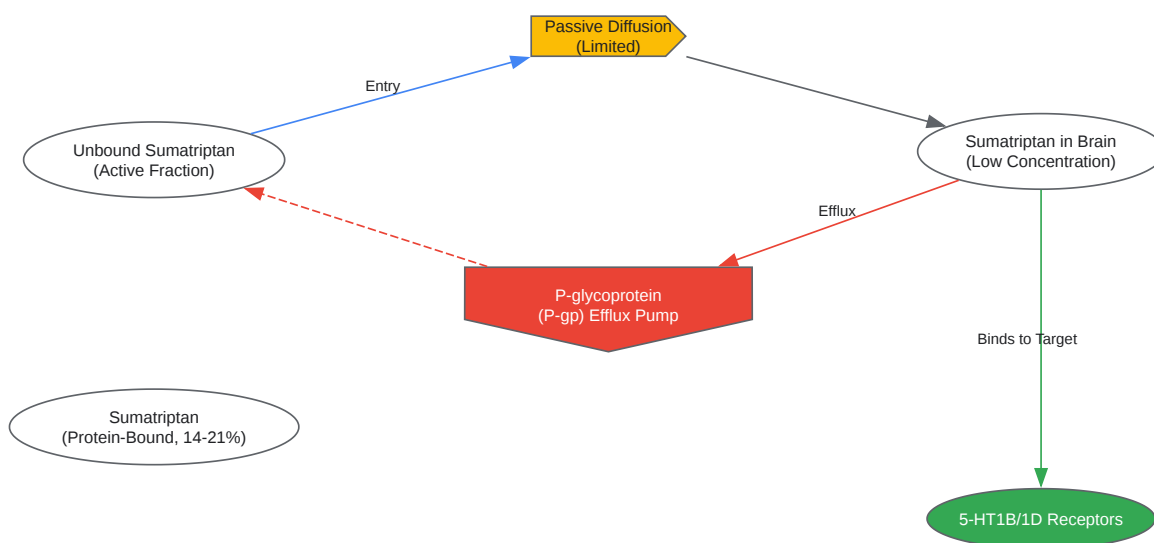 Passive Diffusion
(Limited)
Entry
Unbound Sumatriptan
(Active Fraction)
Sumatriptan in Brain
(Low Concentration)
Efflux
P-glycoprotein
(P-gp) Efflux Pump
Binds to Target
Sumatriptan
(Protein-Bound, 14-21%)
5-HT1B/1D Receptors